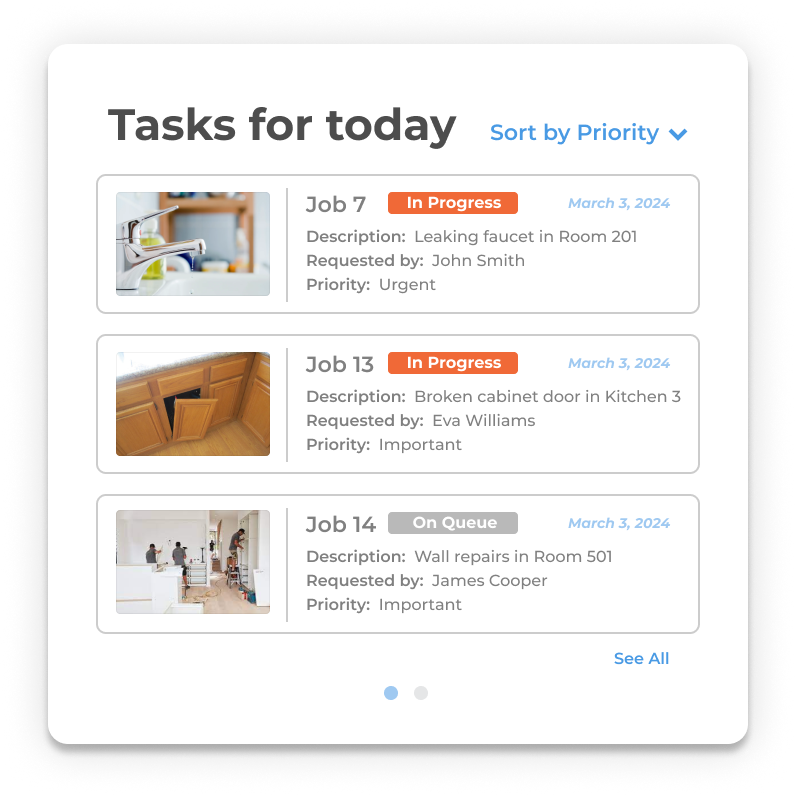 Tasks for today
Sort by Priority
Job 7 In Progress March 3, 2024
Description: Leaking faucet in Room 201
Requested by: John Smith
Priority: Urgent
Job 13 In Progress March 3, 2024
Description: Broken cabinet door in Kitchen 3
Requested by: Eva Williams
Priority: Important
Job 14 On Queue March 3, 2024
Description: Wall repairs in Room 501
Requested by: James Cooper
Priority: Important
See All